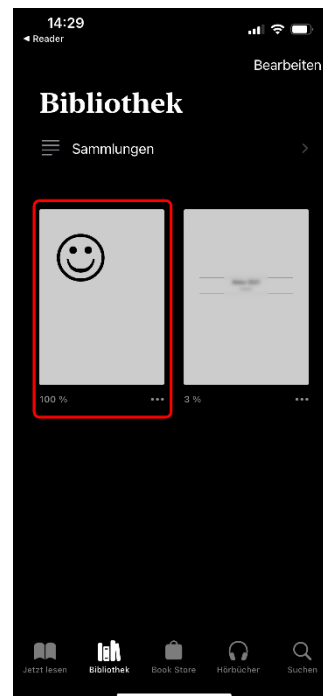 14:29
◀ Reader
Bearbeiten
Bibliothek
Sammlungen
100 %
3 %
Jetzt lesen
Bibliothek
Book Store
Hörbücher
Suchen